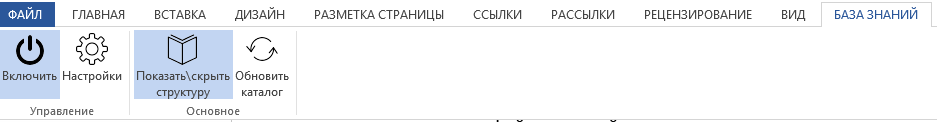 ФАЙЛ ГЛАВНАЯ ВСТАВКА ДИЗАЙН РАЗМЕТКА СТРАНИЦЫ ССЫЛКИ РАССЫЛКИ РЕЦЕНЗИРОВАНИЕ ВИД БАЗА ЗНАНИЙ
Включить Настройки Показать\скрыть Обновить
структуру каталог
Управление Основное